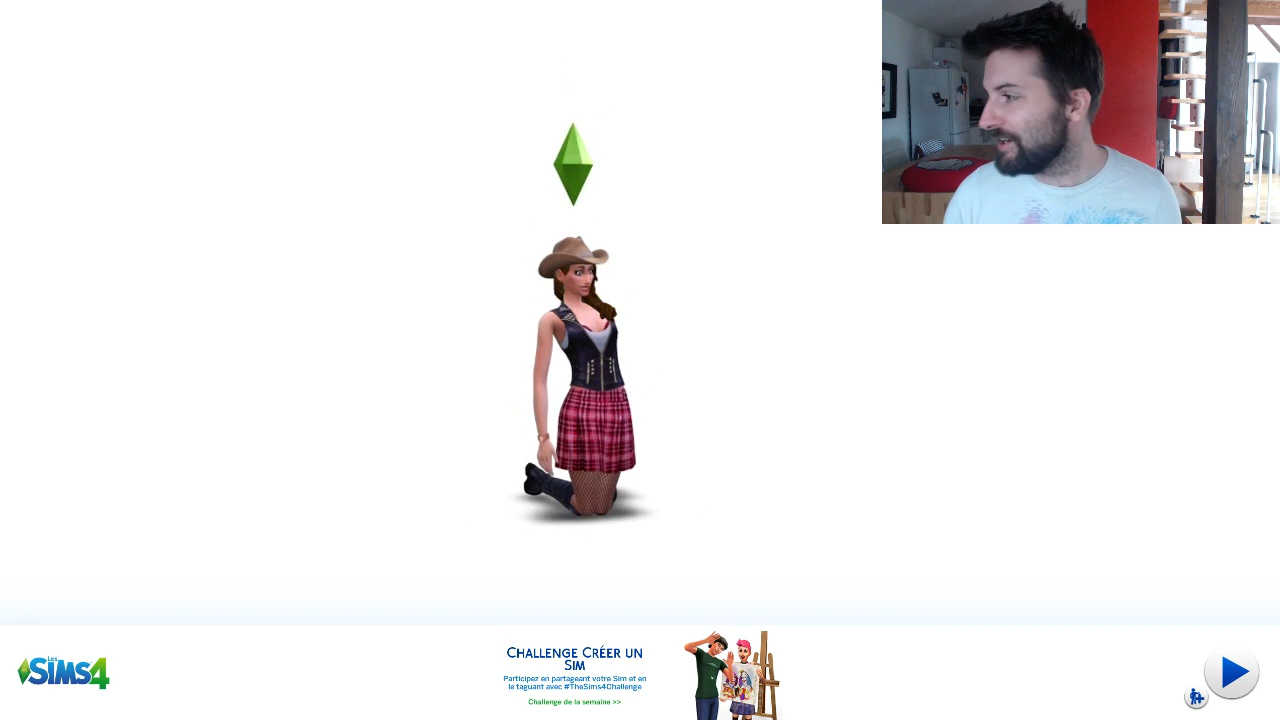 Les
SIMS4
CHALLENGE CRÉER UN
SIM
Participez en partageant votre Sim et en
le taguant avec #TheSims4Challenge
Challenge de la semaine >>